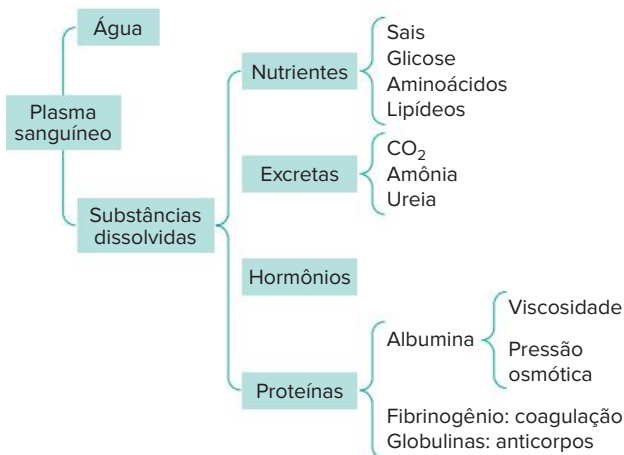 Água
Plasma
sanguíneo
Substâncias
dissolvidas
Nutrientes
Sais
Glicose
Aminoácidos
Lipídeos
Excretas
CO₂
Amônia
Ureia
Hormônios
Proteínas
Albumina
Viscosidade
Pressão
osmótica
Fibrinogênio: coagulação
Globulinas: anticorpos